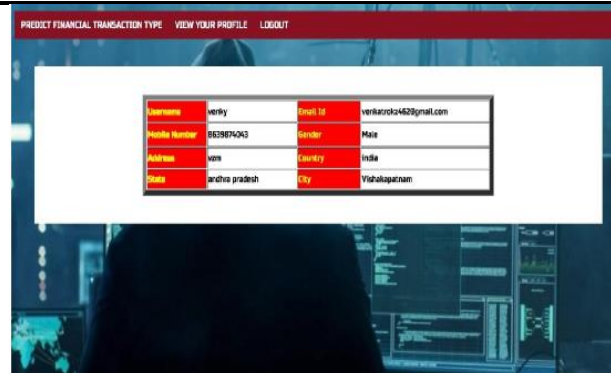 PREDICT FINANCIAL TRANSACTION TYPE VIEW YOUR PROFILE LOGOUT
Username venky Email Id venkatrokz462@gmail.com
Mobile Number 8639874043 Gender Male
Address vzm Country india
State andhra pradesh City Vishakapatnam